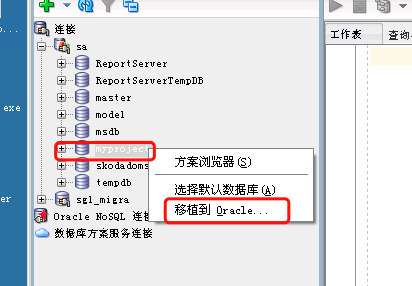 连接
工作表
查询
sa
ReportServer
ReportServerTempDB
master
exe
model
msdb
myproject
方案浏览器(S)
skodadoms
选择默认数据库(A)
tempdb
移植到 Oracle...
er
sgl_migra
Oracle NoSQL 连接
数据库方案服务连接